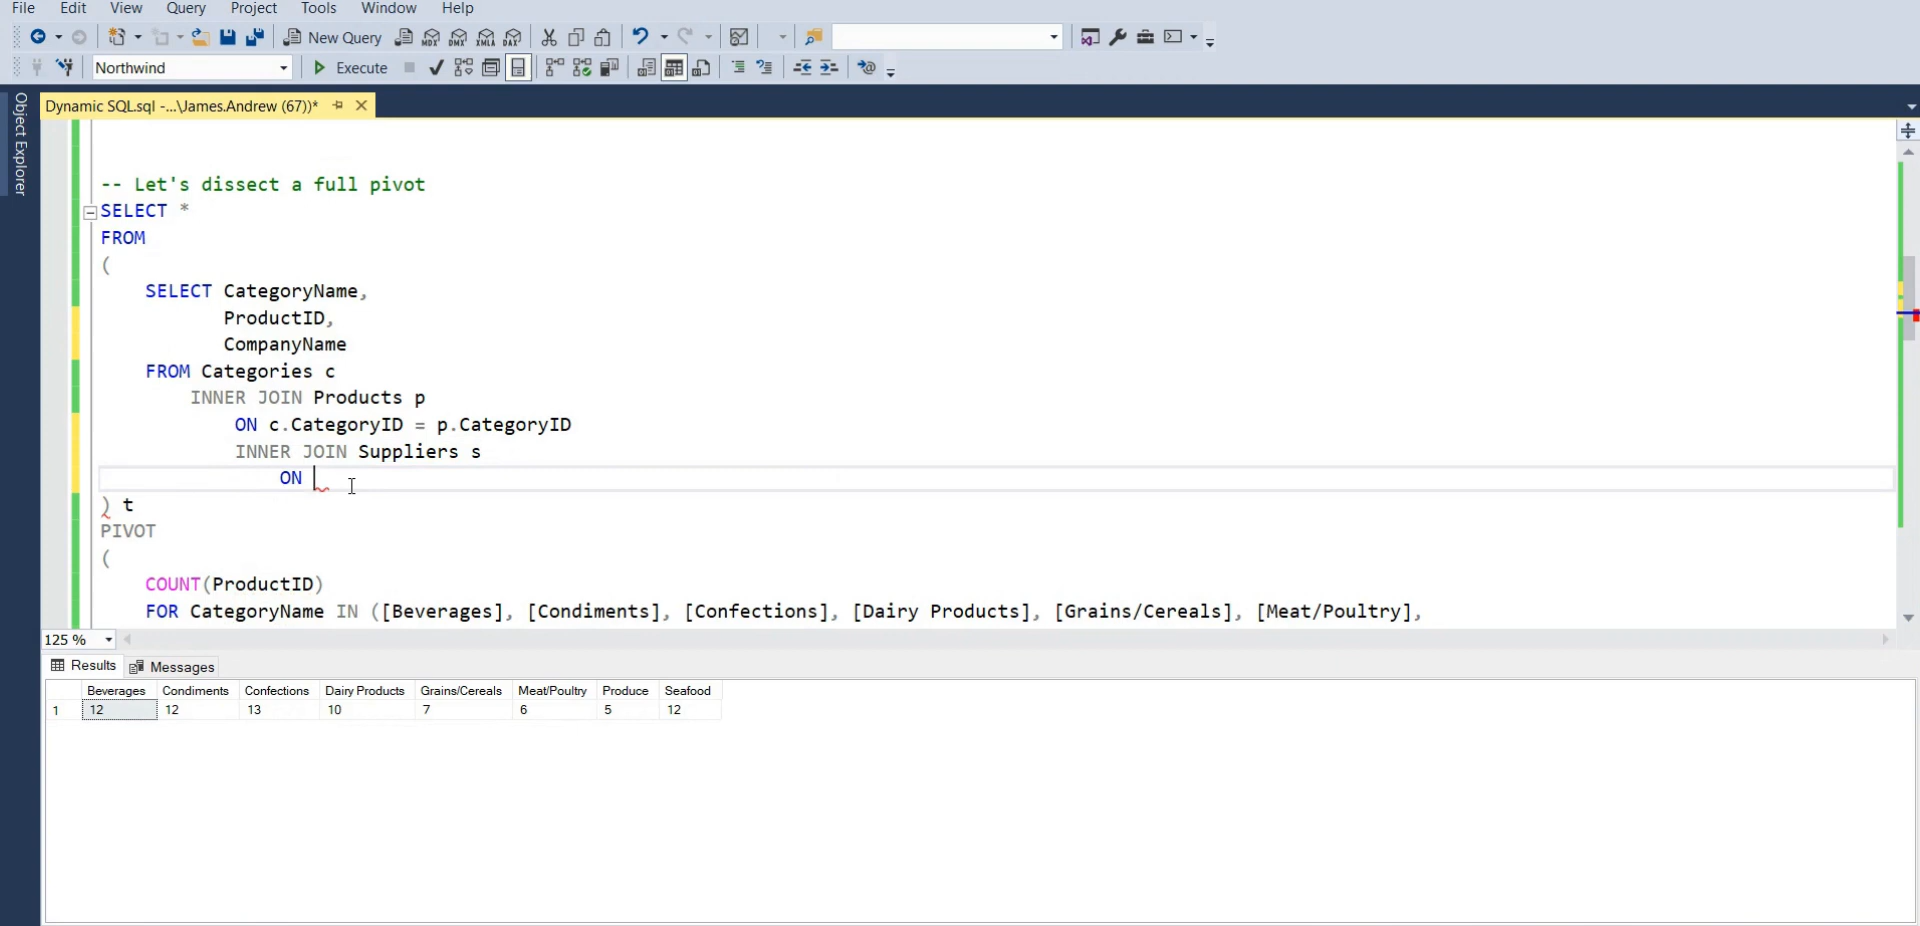 File Edit View Query Project Tools Window Help
New Query MDX DMX XMLA DAX
Northwind Execute
Object Explorer
Dynamic SQL.sql -...\James.Andrew (67))*
-- Let's dissect a full pivot
SELECT *
FROM
(
SELECT CategoryName,
ProductID,
CompanyName
FROM Categories c
INNER JOIN Products p
ON c.CategoryID = p.CategoryID
INNER JOIN Suppliers s
ON
) t
PIVOT
(
COUNT(ProductID)
FOR CategoryName IN ([Beverages], [Condiments], [Confections], [Dairy Products], [Grains/Cereals], [Meat/Poultry],
125 %
Results Messages
Beverages Condiments Confections Dairy Products Grains/Cereals Meat/Poultry Produce Seafood
1 12 12 13 10 7 6 5 12